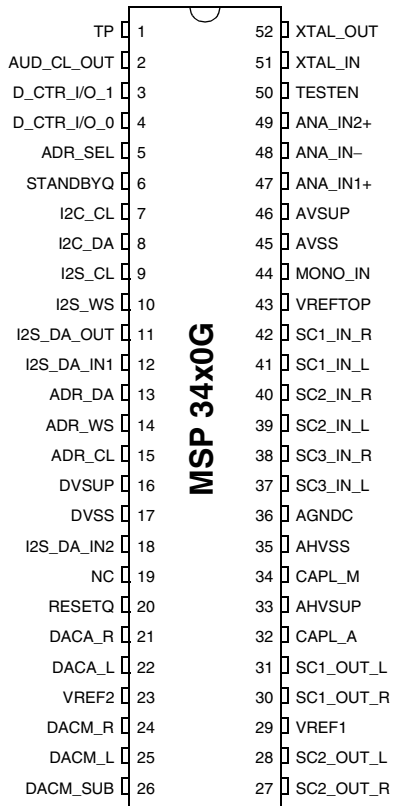 TP 1 52 XTAL_OUT
AUD_CL_OUT 2 51 XTAL_IN
D_CTR_I/O_1 3 50 TESTEN
D_CTR_I/O_0 4 49 ANA_IN2+
ADR_SEL 5 48 ANA_IN−
STANDBYQ 6 47 ANA_IN1+
I2C_CL 7 46 AVSUP
I2C_DA 8 45 AVSS
I2S_CL 9 44 MONO_IN
I2S_WS 10 43 VREFTOP
I2S_DA_OUT 11 42 SC1_IN_R
I2S_DA_IN1 12 41 SC1_IN_L
ADR_DA 13 40 SC2_IN_R
ADR_WS 14 39 SC2_IN_L
ADR_CL 15 38 SC3_IN_R
DVSUP 16 37 SC3_IN_L
DVSS 17 36 AGNDC
I2S_DA_IN2 18 35 AHVSS
NC 19 34 CAPL_M
RESETQ 20 33 AHVSUP
DACA_R 21 32 CAPL_A
DACA_L 22 31 SC1_OUT_L
VREF2 23 30 SC1_OUT_R
DACM_R 24 29 VREF1
DACM_L 25 28 SC2_OUT_L
DACM_SUB 26 27 SC2_OUT_R
MSP 34x0G